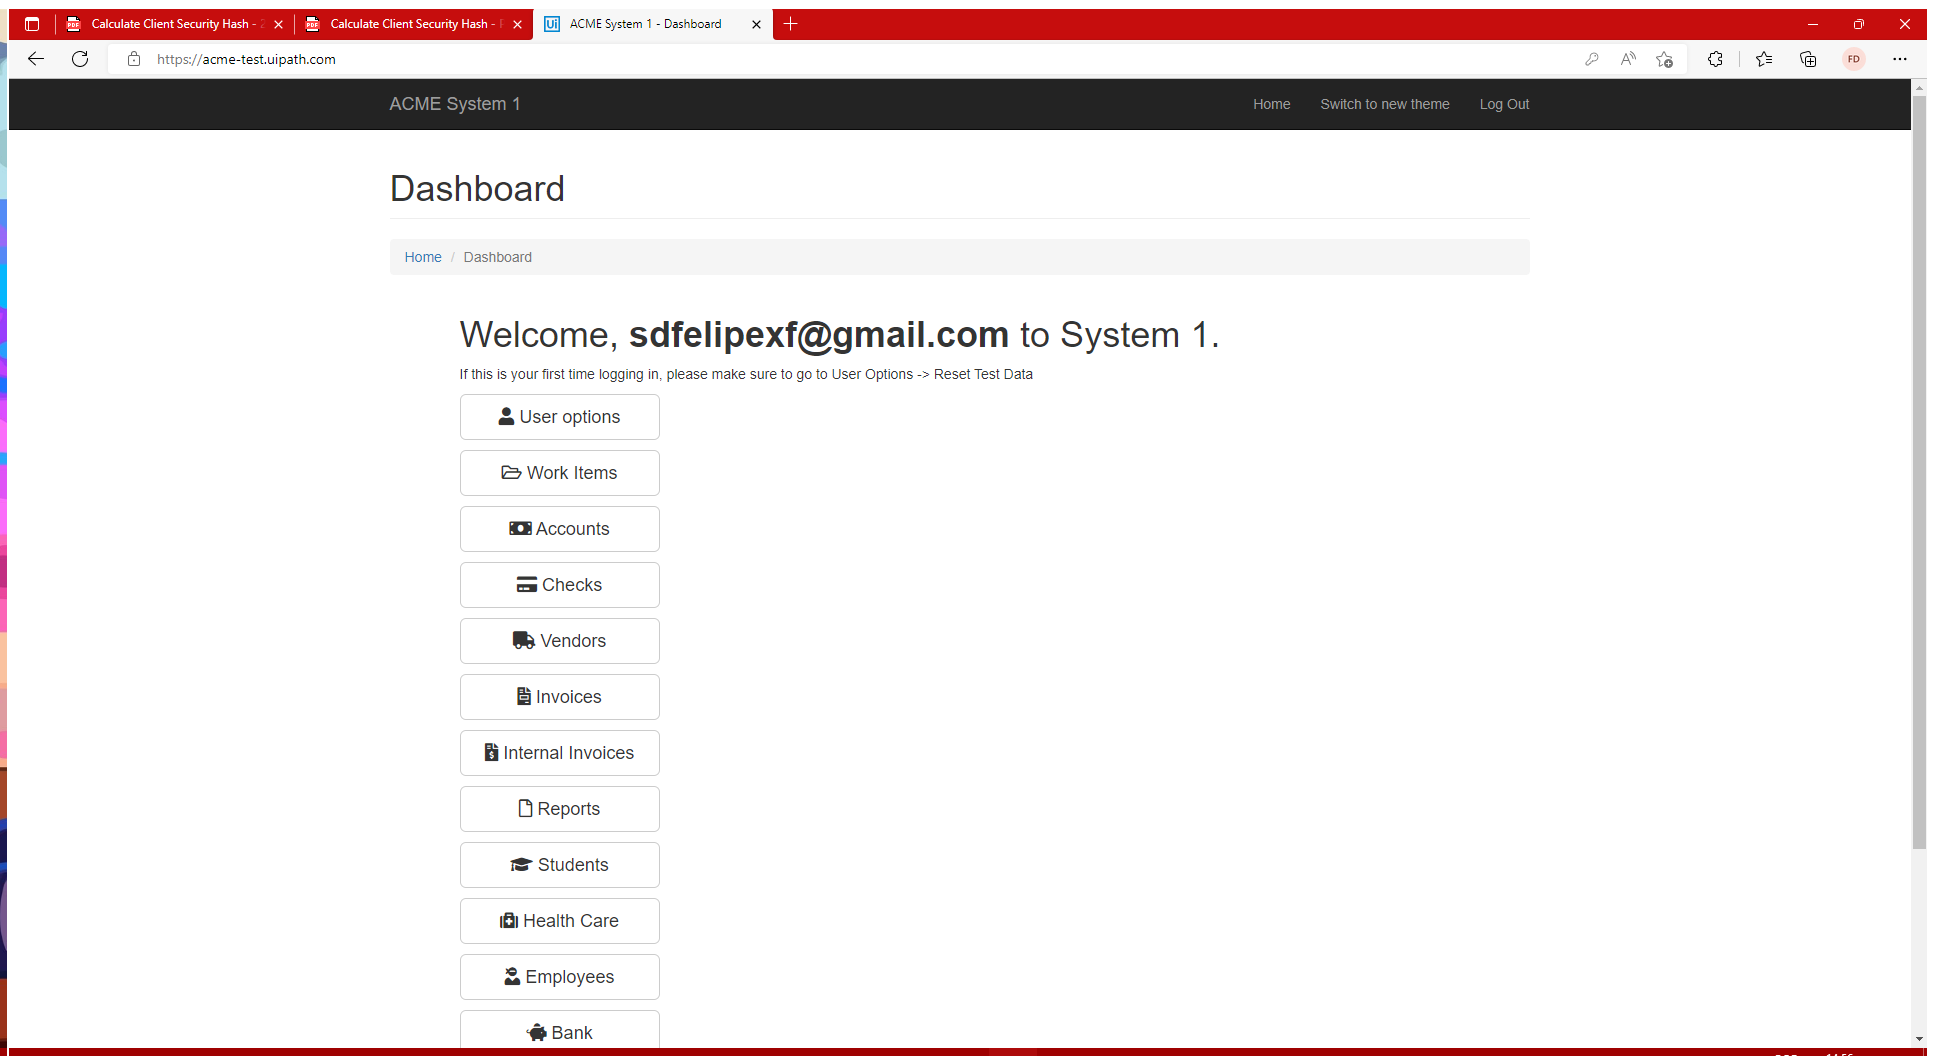 Calculate Client Security Hash -
Calculate Client Security Hash -
Ui ACME System 1 - Dashboard
https://acme-test.uipath.com
FD
ACME System 1
Home Switch to new theme Log Out
Dashboard
Home / Dashboard
Welcome, sdfelipexf@gmail.com to System 1.
If this is your first time logging in, please make sure to go to User Options -> Reset Test Data
User options
Work Items
Accounts
Checks
Vendors
Invoices
Internal Invoices
Reports
Students
Health Care
Employees
Bank